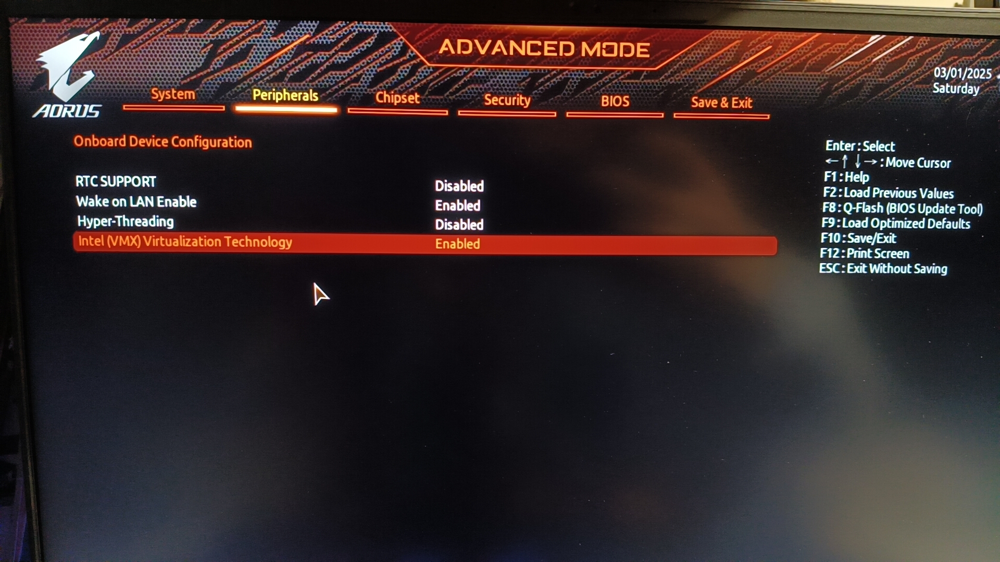 ADVANCED MODE
03/01/2025
Saturday
AORUS
System Peripherals Chipset Security BIOS Save & Exit
Onboard Device Configuration
RTC SUPPORT Disabled
Wake on LAN Enable Enabled
Hyper-Threading Disabled
Intel (VMX) Virtualization Technology Enabled
Enter : Select
←↑ ↓→ : Move Cursor
F1 : Help
F2 : Load Previous Values
F8 : Q-Flash (BIOS Update Tool)
F9 : Load Optimized Defaults
F10 : Save/Exit
F12 : Print Screen
ESC : Exit Without Saving